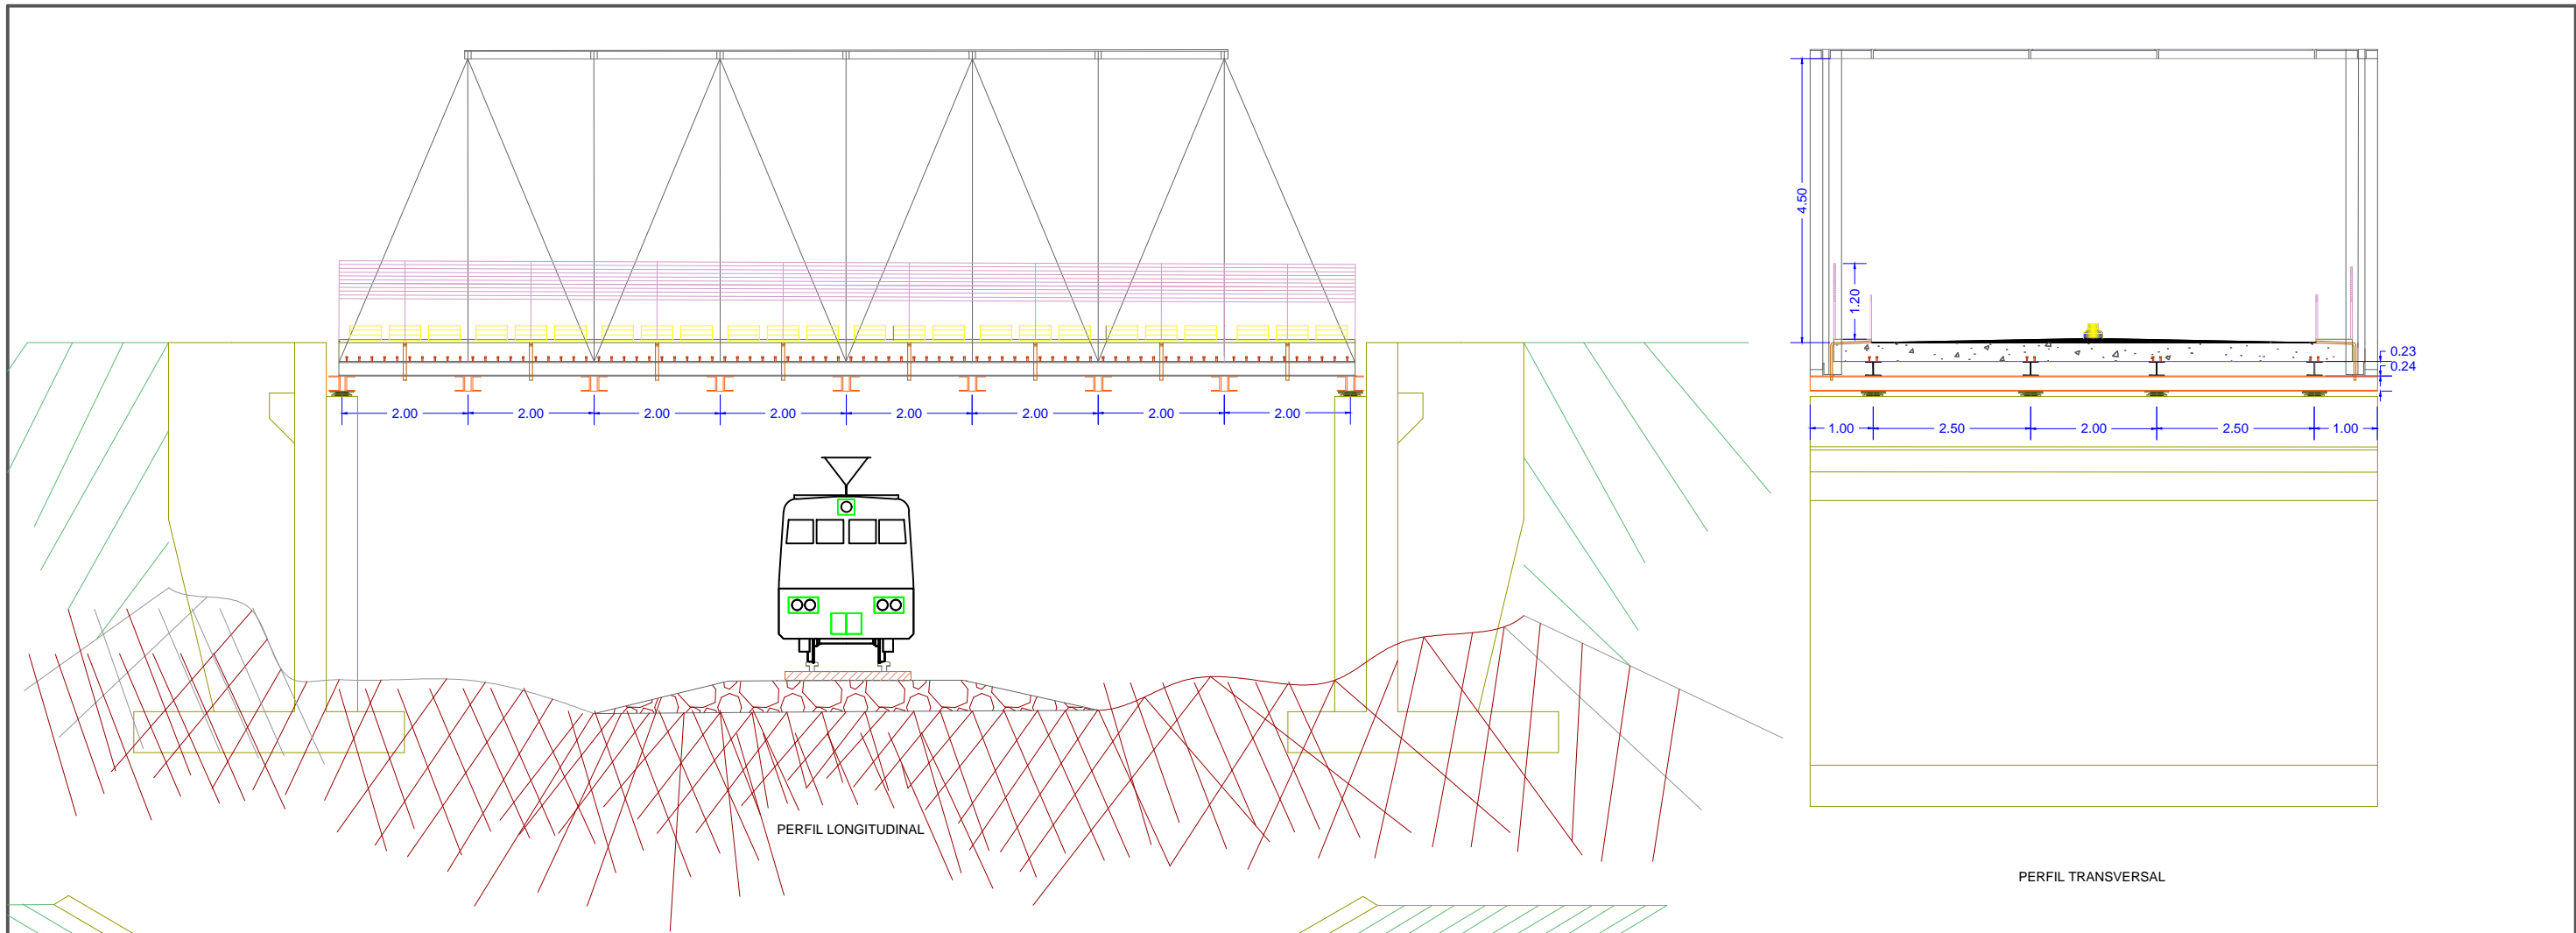 4.50
1.20
0.23
0.24
2.00 2.00 2.00 2.00 2.00 2.00 2.00 2.00
1.00 2.50 2.00 2.50 1.00
PERFIL LONGITUDINAL
PERFIL TRANSVERSAL